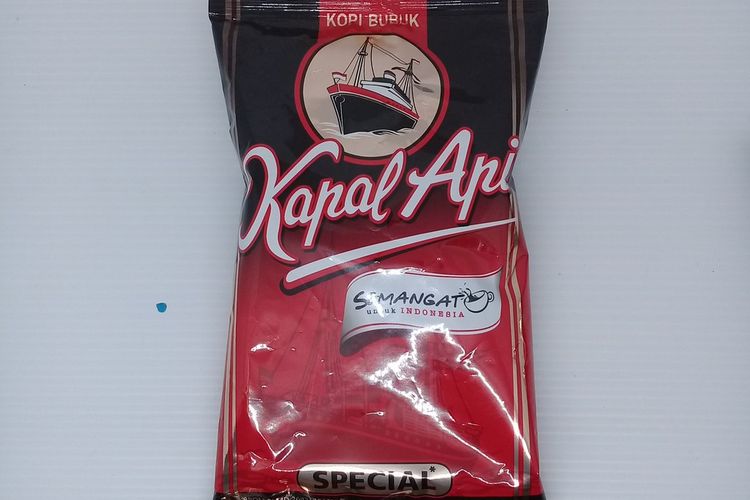 KOPI BUBUK
Kapal Api
SEMANGAT
untuk INDONESIA
SPECIAL*